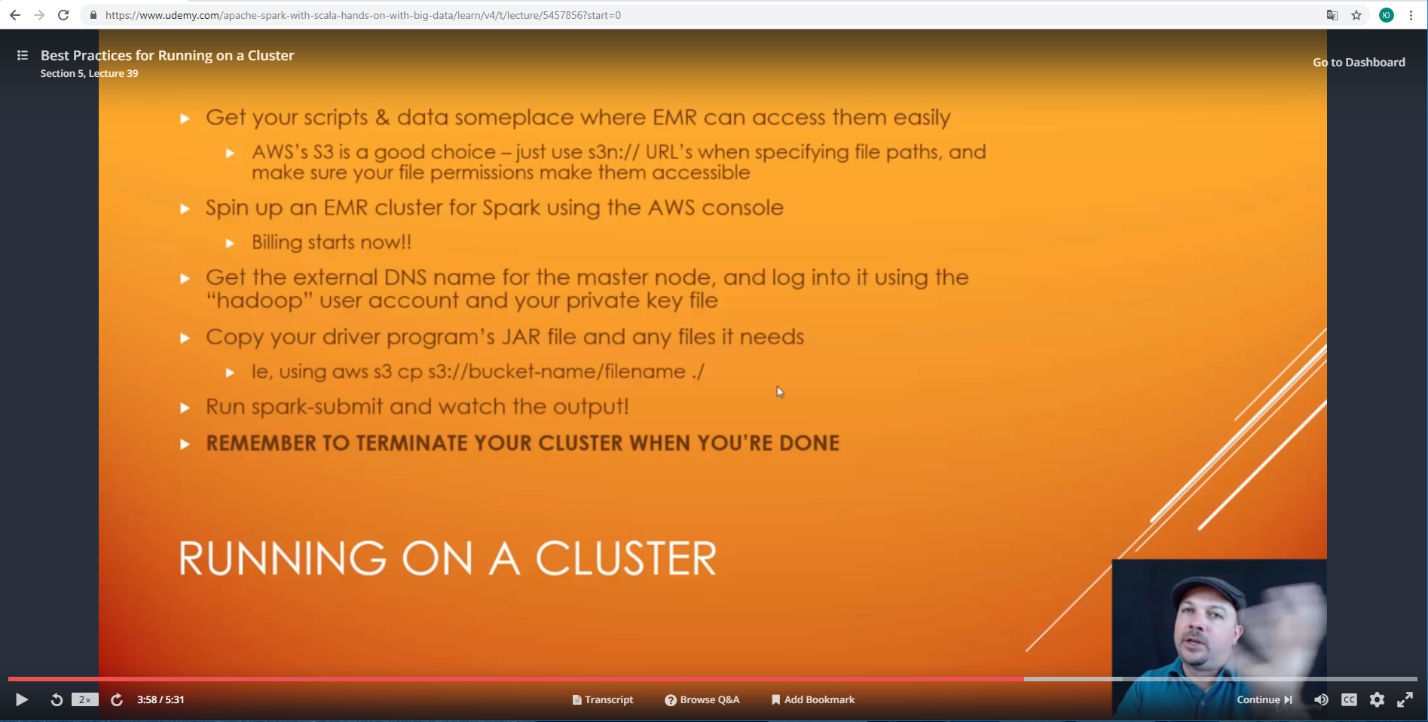 https://www.udemy.com/apache-spark-with-scala-hands-on-with-big-data/learn/v4/t/lecture/5457856?start=0
Ю
Best Practices for Running on a Cluster
Section 5, Lecture 39
Go to Dashboard
Get your scripts & data someplace where EMR can access them easily
AWS's S3 is a good choice – just use s3n:// URL's when specifying file paths, and
make sure your file permissions make them accessible
Spin up an EMR cluster for Spark using the AWS console
Billing starts now!!
Get the external DNS name for the master node, and log into it using the
“hadoop” user account and your private key file
Copy your driver program's JAR file and any files it needs
Ie, using aws s3 cp s3://bucket-name/filename ./
Run spark-submit and watch the output!
REMEMBER TO TERMINATE YOUR CLUSTER WHEN YOU'RE DONE
RUNNING ON A CLUSTER
2×
3:58 / 5:31
Transcript
Browse Q&A
Add Bookmark
Continue
CC